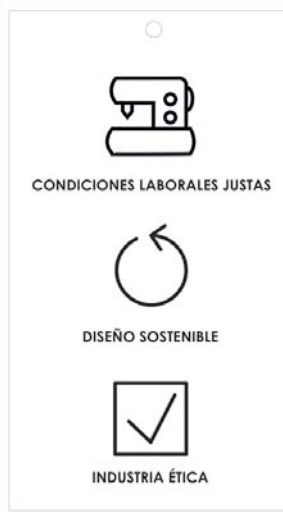 CONDICIONES LABORALES JUSTAS
DISEÑO SOSTENIBLE
INDUSTRIA ÉTICA